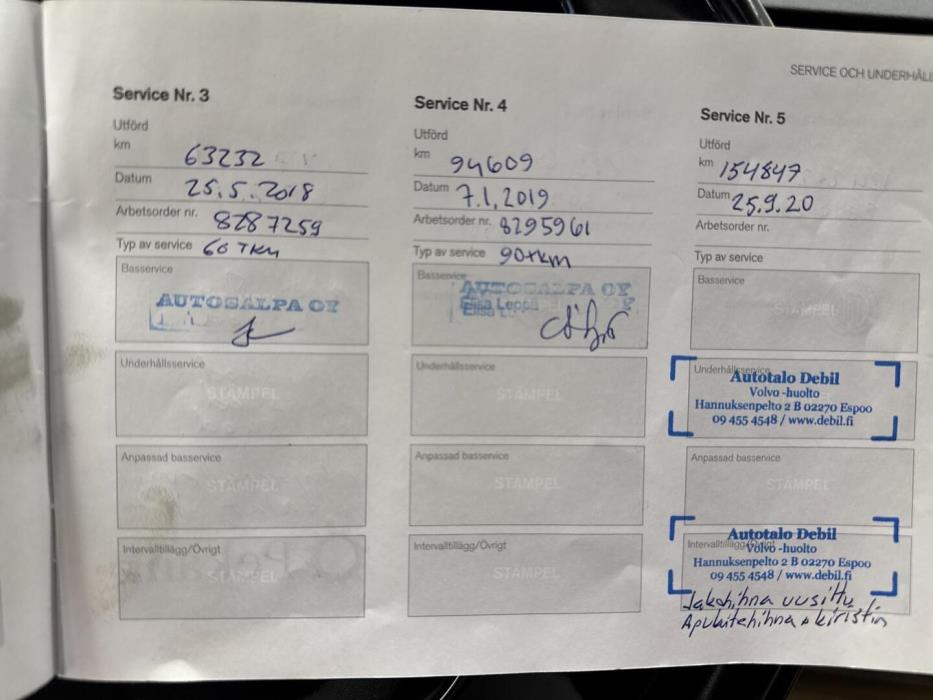 SERVICE OCH UNDERHÅLL
Service Nr. 3
Utförd
km 63232
Datum 25.5.2018
Arbetsorder nr. 8287259
Typ av service 60 TKM
Basservice
AUTOSALPA OY
Underhållsservice
STÄMPEL
Anpassad basservice
STÄMPEL
Intervalltillägg/Övrigt
STÄMPEL
Service Nr. 4
Utförd
km 94609
Datum 7.1.2019
Arbetsorder nr. 8295961
Typ av service 90tkm
Basservice
AUTOSALPA OY
Elisa Leppä
Underhållsservice
STÄMPEL
Anpassad basservice
STÄMPEL
Intervalltillägg/Övrigt
STÄMPEL
Service Nr. 5
Utförd
km 154847
Datum 25.9.20
Arbetsorder nr.
Typ av service
Basservice
STÄMPEL
Underhållsservice
Autotalo Debil
Volvo -huolto
Hannuksenpelto 2 B 02270 Espoo
09 455 4548 / www.debil.fi
Anpassad basservice
STÄMPEL
Intervalltillägg/Övrigt
Autotalo Debil
Volvo -huolto
Hannuksenpelto 2 B 02270 Espoo
09 455 4548 / www.debil.fi
Jakohihna uusittu
Apulaitehihna + kiristin